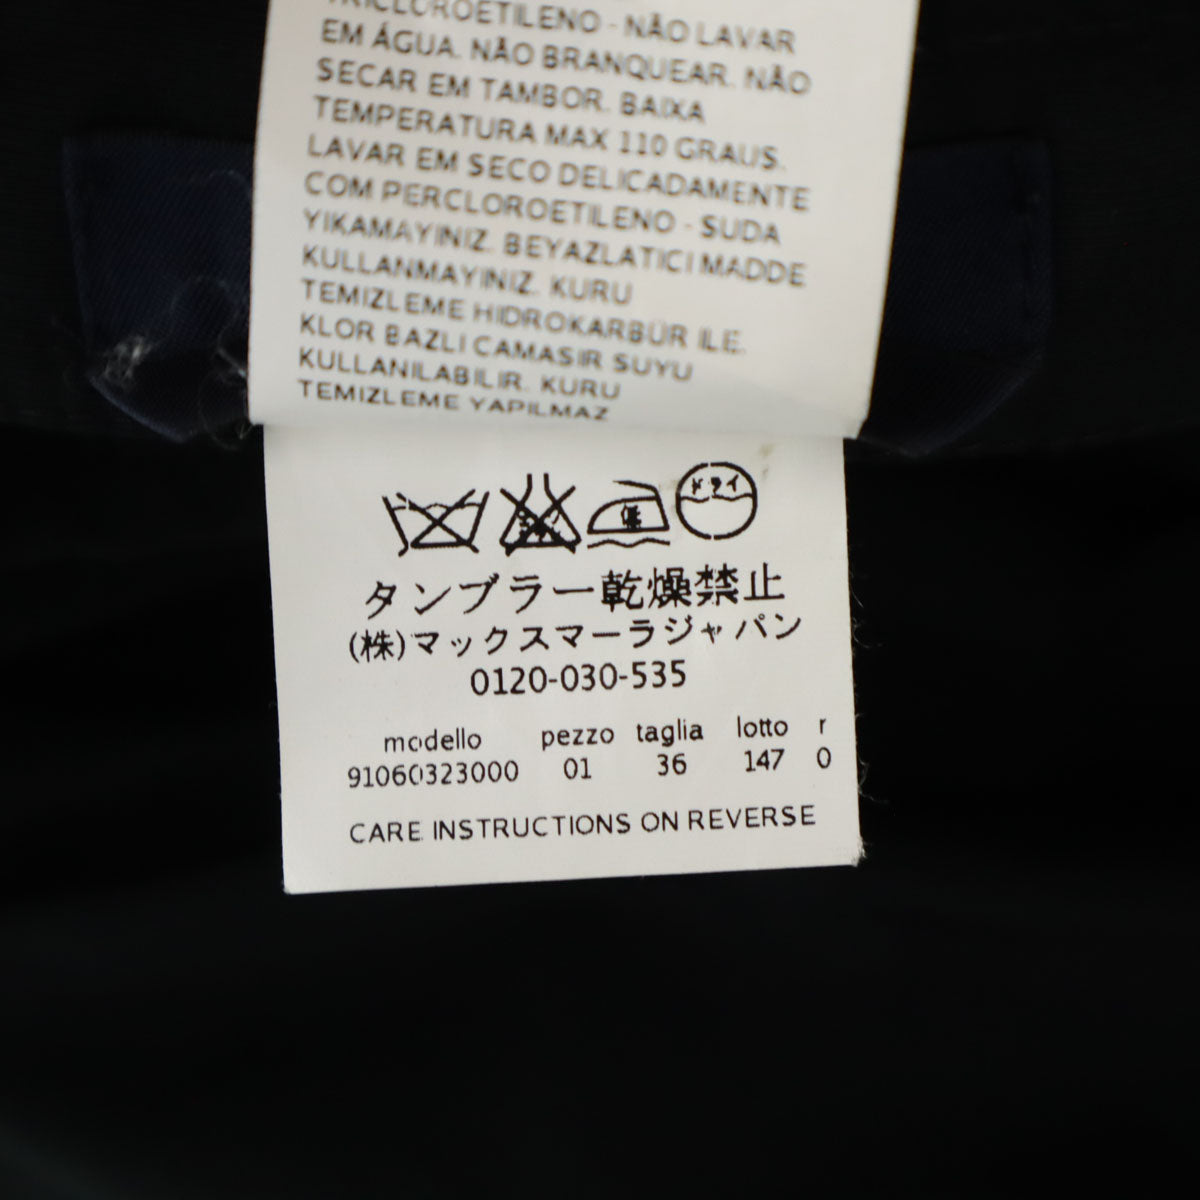 TRICLOROETILENO - NÃO LAVAR
EM ÁGUA. NÃO BRANQUEAR. NÃO
SECAR EM TAMBOR. BAIXA
TEMPERATURA MAX 110 GRAUS.
LAVAR EM SECO DELICADAMENTE
COM PERCLOROETILENO - SUDA
YIKAMAYINIZ. BEYAZLATICI MADDE
KULLANMAYINIZ. KURU
TEMIZLEME HIDROKARBÜR ILE.
KLOR BAZLI CAMASIR SUYU
KULLANILABILIR. KURU
TEMIZLEME YAPILMAZ
低 ドライ
タンブラー乾燥禁止
(株)マックスマーラジャパン
0120-030-535
modello pezzo taglia lotto r
91060323000 01 36 147 0
CARE INSTRUCTIONS ON REVERSE